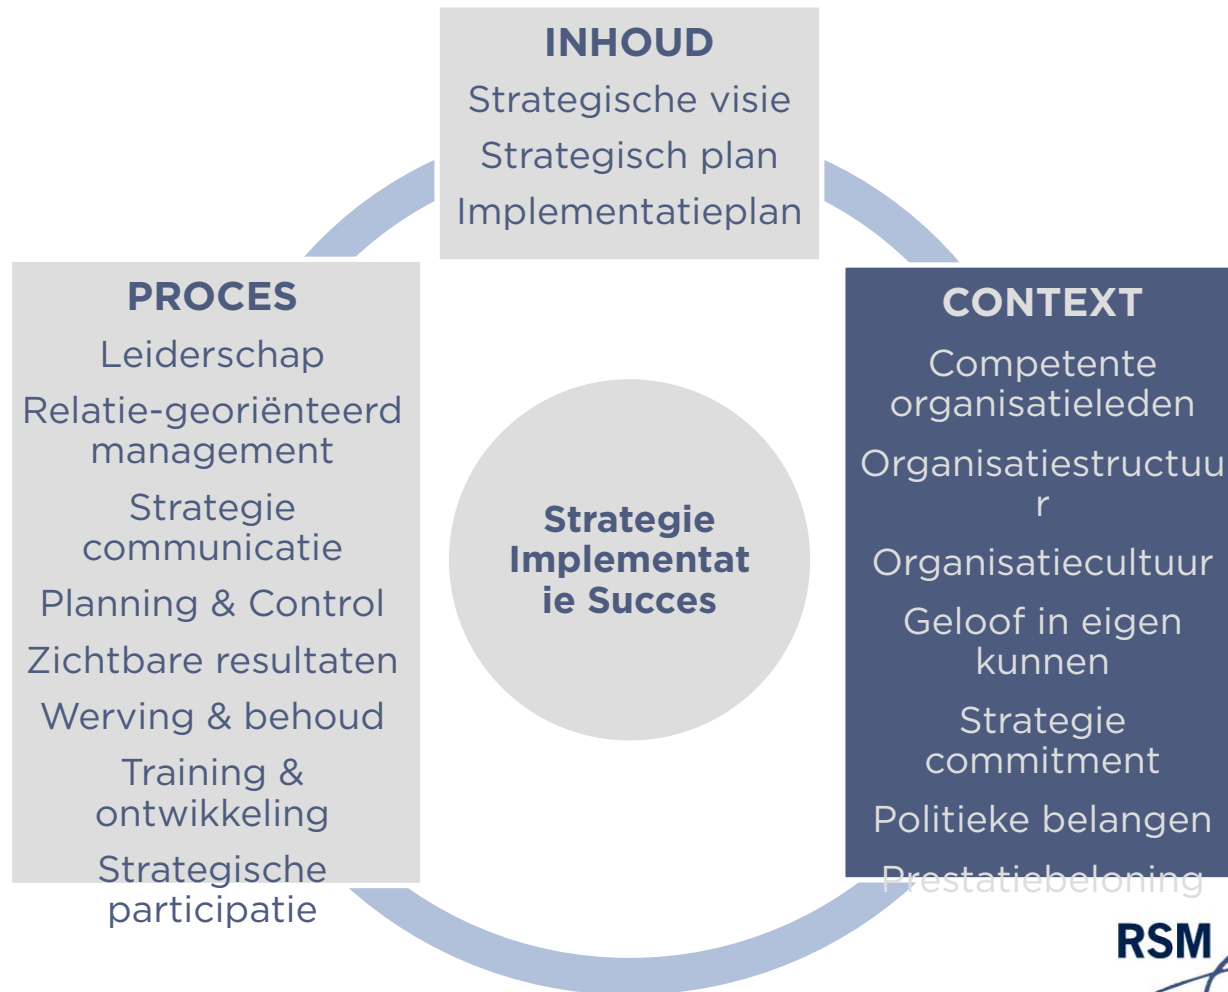 INHOUD
Strategische visie
Strategisch plan
Implementatieplan
PROCES
Leiderschap
Relatie-georiënteerd
management
Strategie
communicatie
Planning & Control
Zichtbare resultaten
Werving & behoud
Training &
ontwikkeling
Strategische
participatie
Strategie
Implementat
ie Succes
CONTEXT
Competente
organisatieleden
Organisatiestructuu
r
Organisatiecultuur
Geloof in eigen
kunnen
Strategie
commitment
Politieke belangen
Prestatiebeloning
RSM